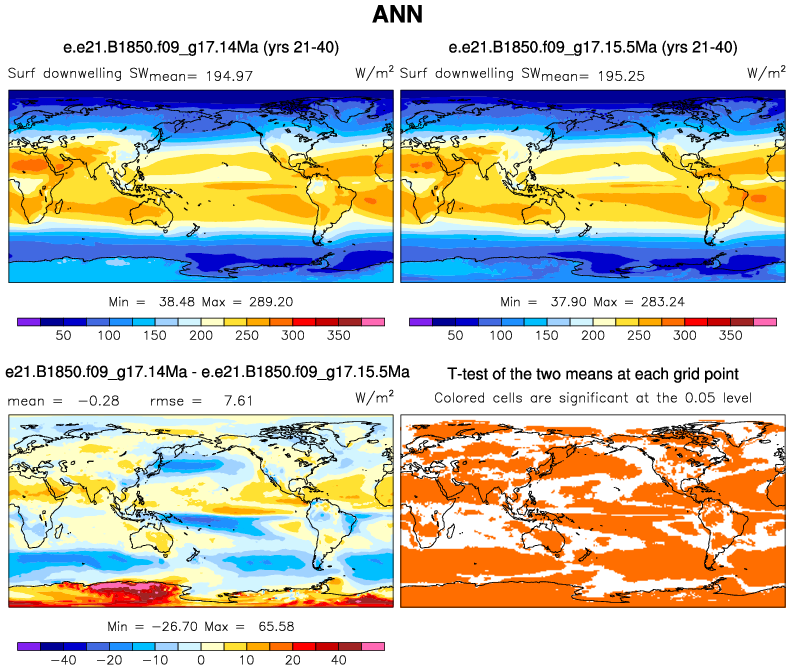 ANN
e.e21.B1850.f09_g17.14Ma (yrs 21-40)
e.e21.B1850.f09_g17.15.5Ma (yrs 21-40)
Surf downwelling SW mean= 194.97 W/m²
Surf downwelling SW mean= 195.25 W/m²
Min = 38.48 Max = 289.20
Min = 37.90 Max = 283.24
50 100 150 200 250 300 350
50 100 150 200 250 300 350
e21.B1850.f09_g17.14Ma - e.e21.B1850.f09_g17.15.5Ma
T-test of the two means at each grid point
mean = −0.28 rmse = 7.61 W/m²
Colored cells are significant at the 0.05 level
Min = −26.70 Max = 65.58
−40 −20 −10 0 10 20 40